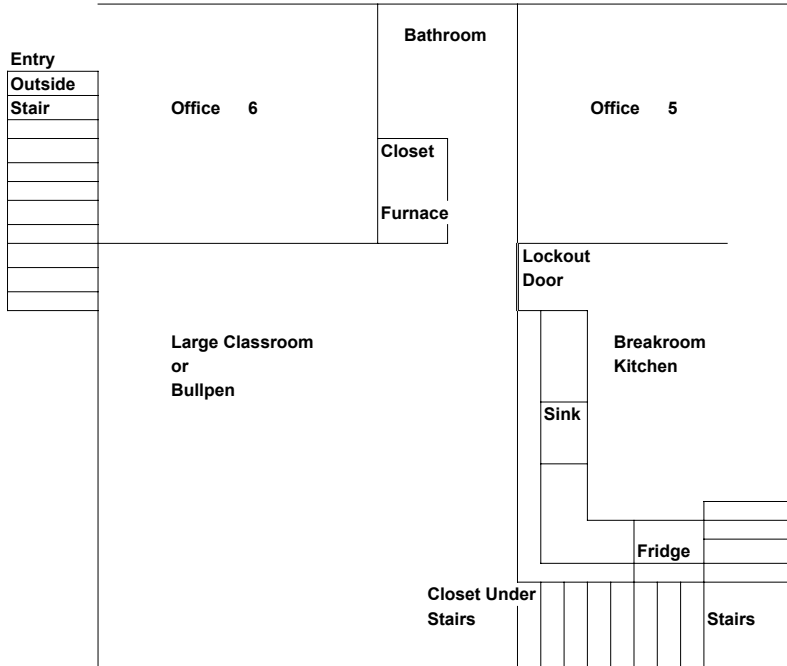 Bathroom
Entry
Outside
Stair
Office 6
Office 5
Closet
Furnace
Lockout
Door
Large Classroom
or
Bullpen
Breakroom
Kitchen
Sink
Fridge
Closet Under
Stairs
Stairs